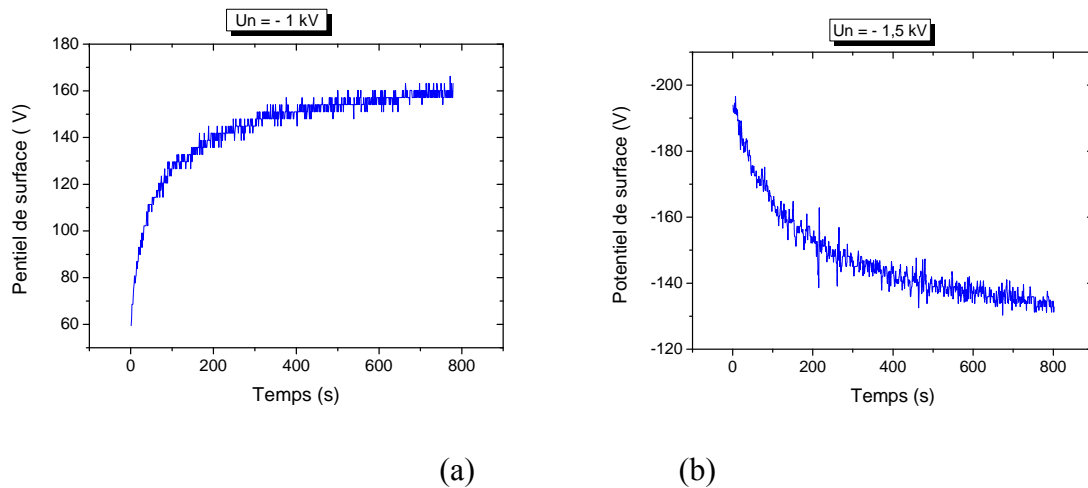 Un = - 1 kV
180
160
140
120
100
80
60
Pentiel de surface ( V)
0 200 400 600 800
Temps (s)
(a)
Un = - 1,5 kV
-200
-180
-160
-140
-120
Potentiel de surface (V)
0 200 400 600 800
Temps (s)
(b)